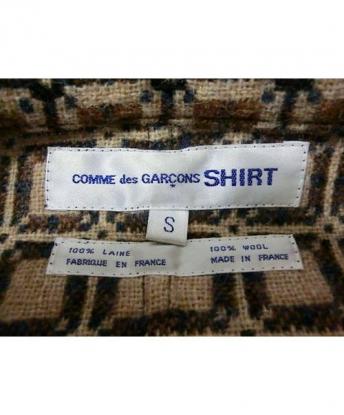 COMME des GARÇONS SHIRT
S
100% LAINE
FABRIQUE EN FRANCE
100% WOOL
MADE IN FRANCE